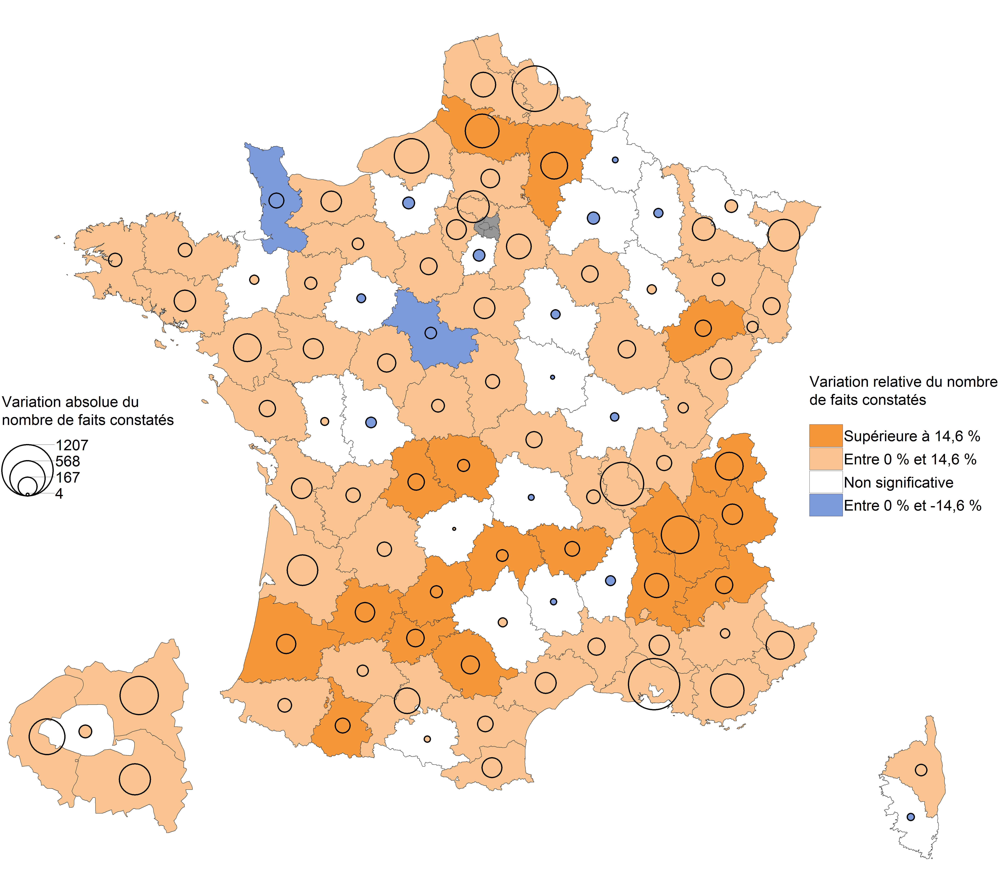 Variation absolue du
nombre de faits constatés
1207
568
167
4
Variation relative du nombre
de faits constatés
Supérieure à 14,6 %
Entre 0 % et 14,6 %
Non significative
Entre 0 % et -14,6 %